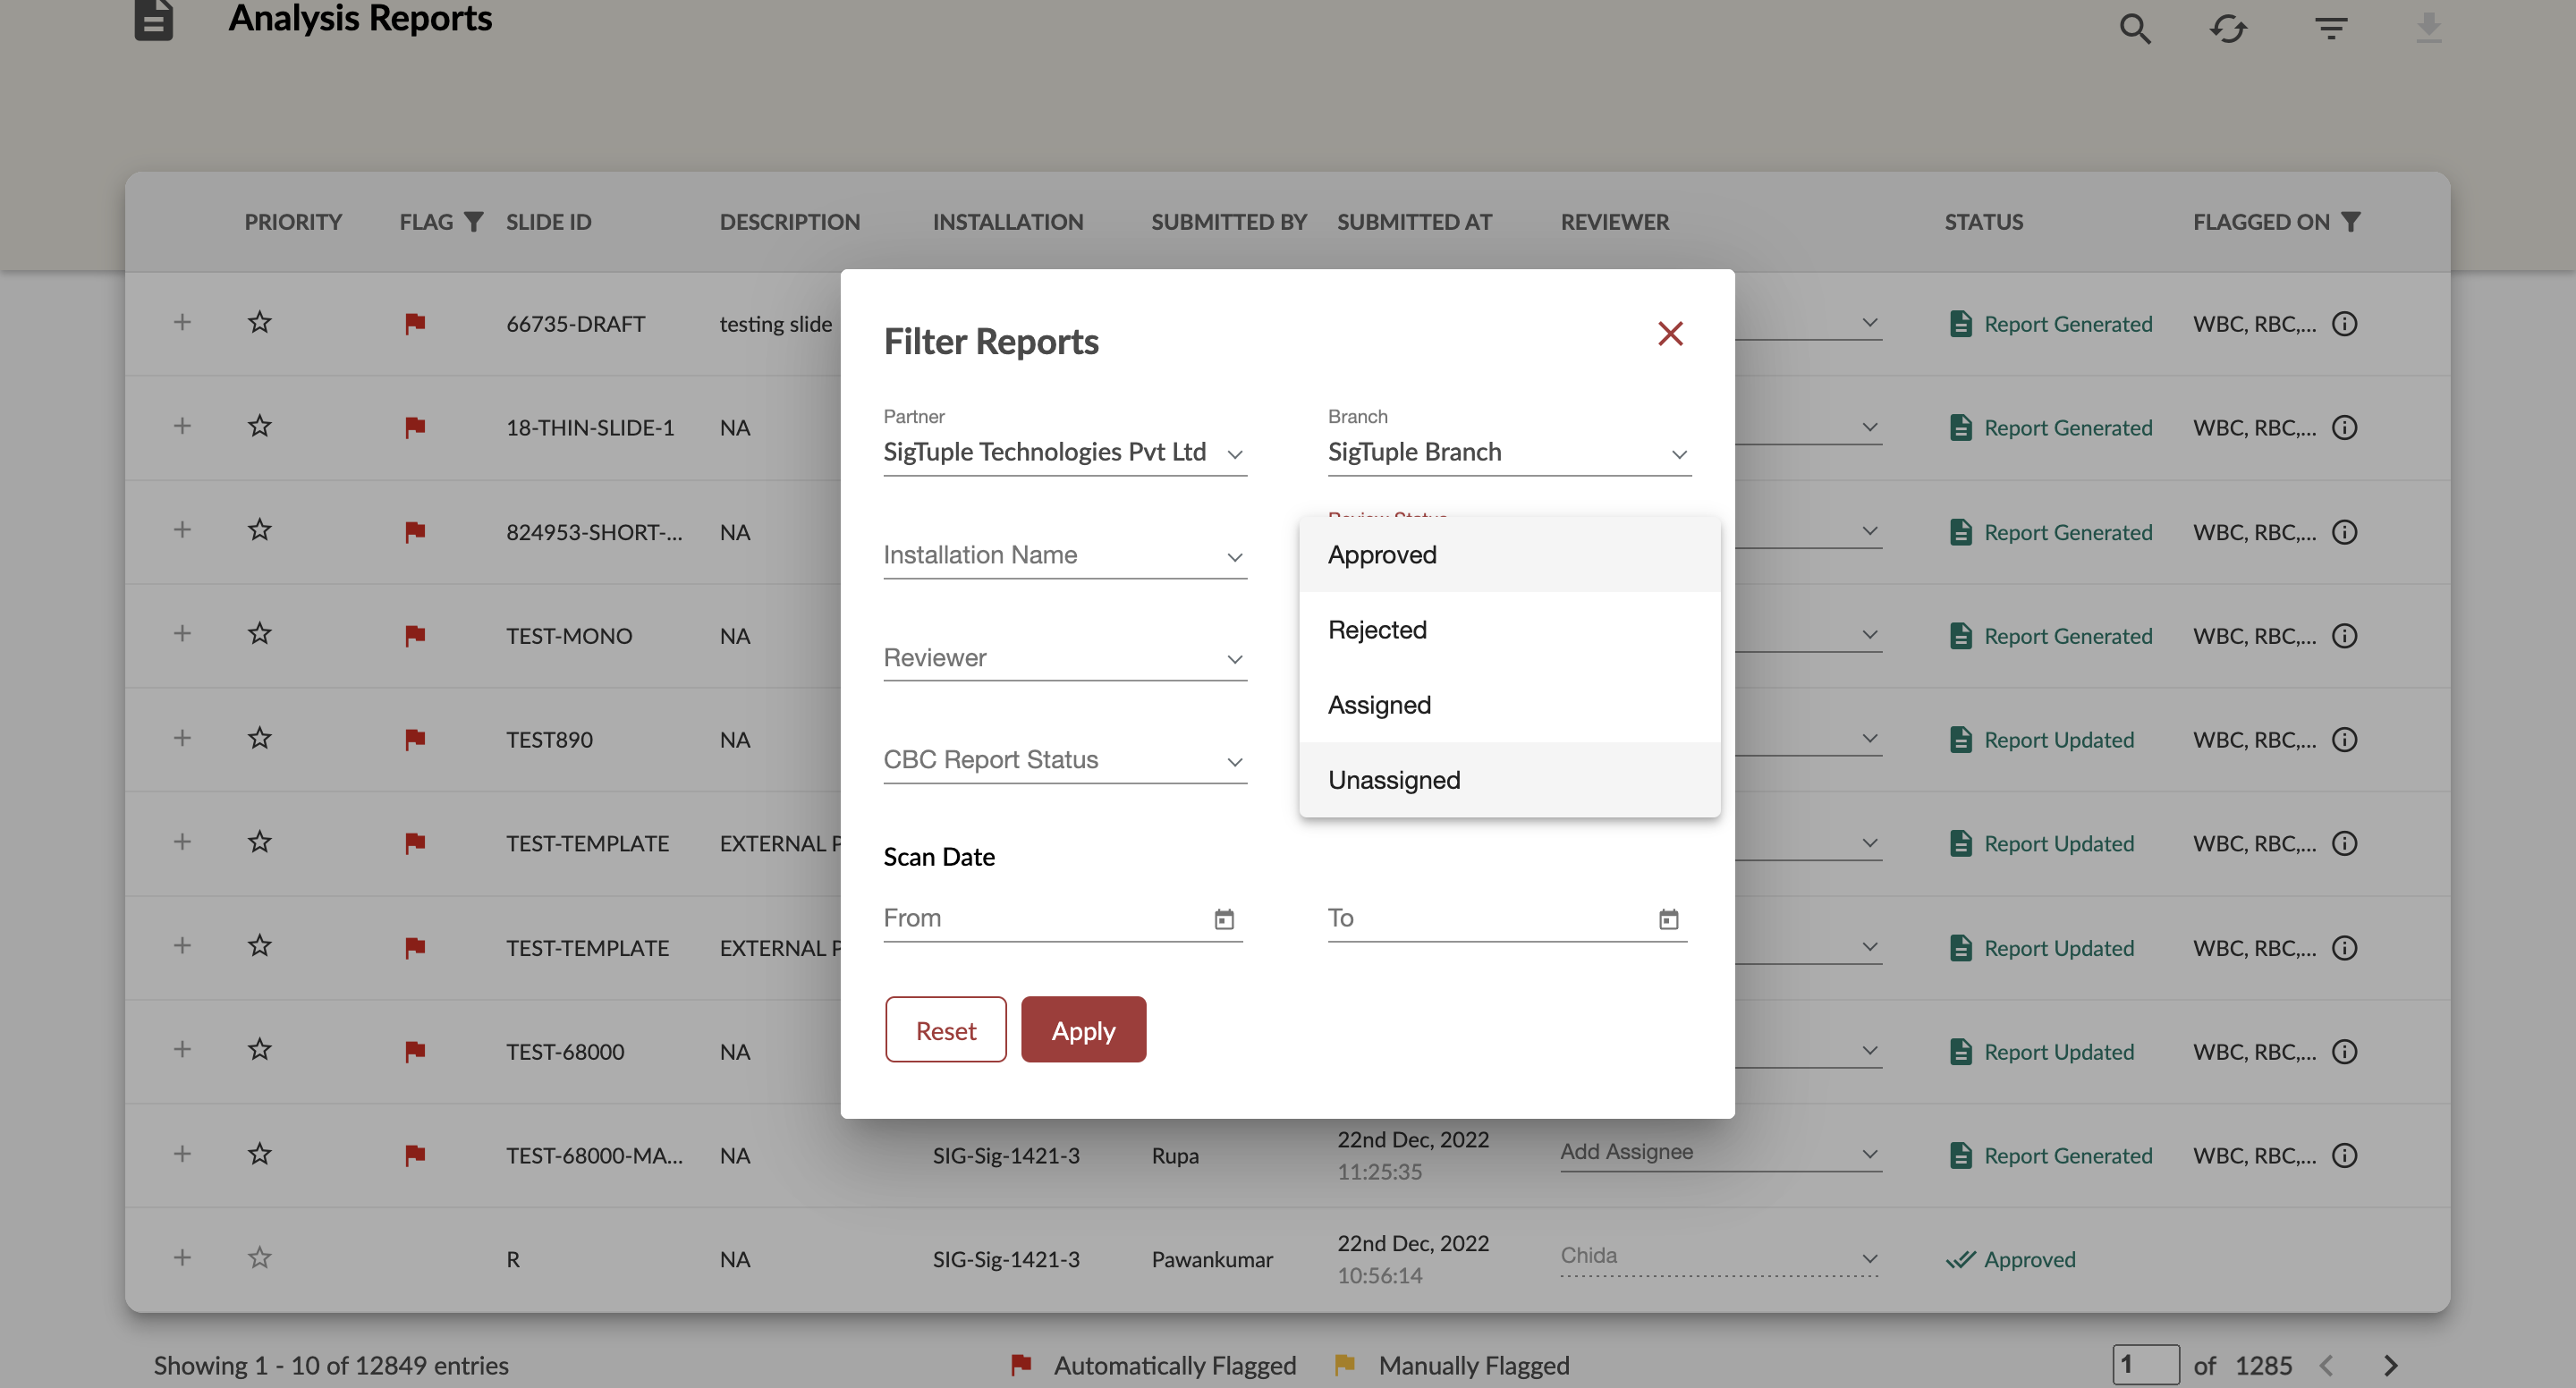 Analysis Reports
PRIORITY FLAG SLIDE ID DESCRIPTION INSTALLATION SUBMITTED BY SUBMITTED AT REVIEWER STATUS FLAGGED ON
66735-DRAFT testing slide Report Generated WBC, RBC,...
18-THIN-SLIDE-1 NA Report Generated WBC, RBC,...
824953-SHORT-... NA Report Generated WBC, RBC,...
TEST-MONO NA Report Generated WBC, RBC,...
TEST890 NA Report Updated WBC, RBC,...
TEST-TEMPLATE EXTERNAL P Report Updated WBC, RBC,...
TEST-TEMPLATE EXTERNAL P Report Updated WBC, RBC,...
TEST-68000 NA Report Updated WBC, RBC,...
TEST-68000-MA... NA SIG-Sig-1421-3 Rupa 22nd Dec, 2022 Add Assignee Report Generated WBC, RBC,...
11:25:35
R NA SIG-Sig-1421-3 Pawankumar 22nd Dec, 2022 Chida Approved
10:56:14
Filter Reports
Partner Branch
SigTuple Technologies Pvt Ltd SigTuple Branch
Review Status
Installation Name
Reviewer
CBC Report Status
Approved
Rejected
Assigned
Unassigned
Scan Date
From To
Reset Apply
Showing 1 - 10 of 12849 entries Automatically Flagged Manually Flagged 1 of 1285